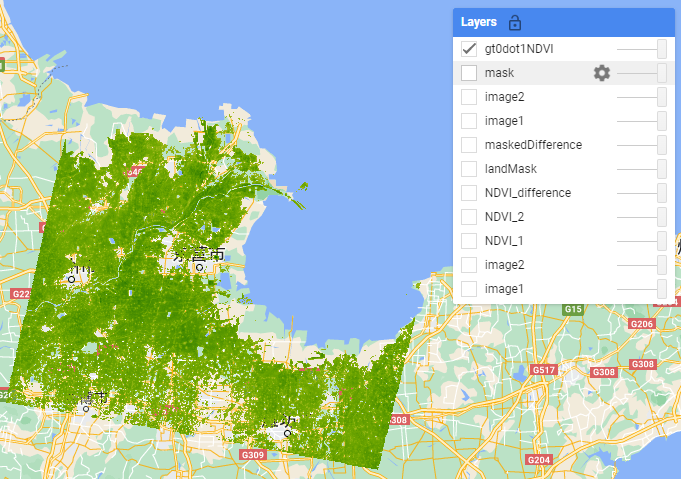 Layers
gt0dot1NDVI
mask
image2
image1
maskedDifference
landMask
NDVI_difference
NDVI_2
NDVI_1
image2
image1
G15
G206
G517
G308
G308
G308
G309
G204